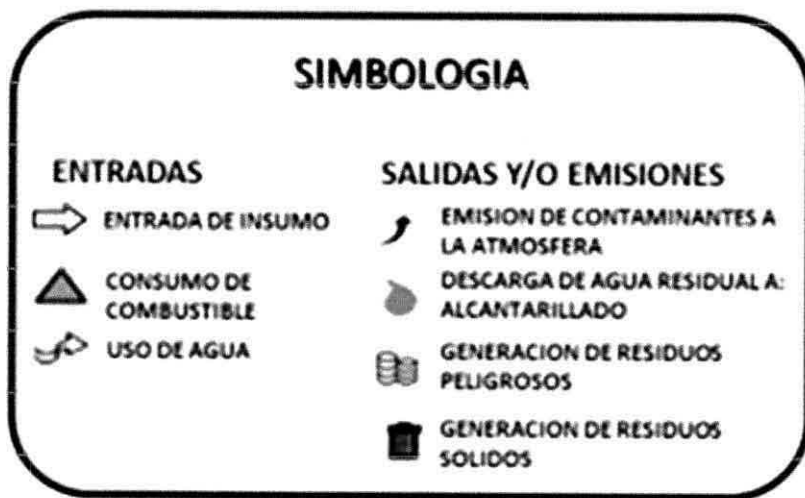 SIMBOLOGIA
ENTRADAS
ENTRADA DE INSUMO
CONSUMO DE
COMBUSTIBLE
USO DE AGUA
SALIDAS Y/O EMISIONES
EMISION DE CONTAMINANTES A
LA ATMOSFERA
DESCARGA DE AGUA RESIDUAL A:
ALCANTARILLADO
GENERACION DE RESIDUOS
PELIGROSOS
GENERACION DE RESIDUOS
SOLIDOS